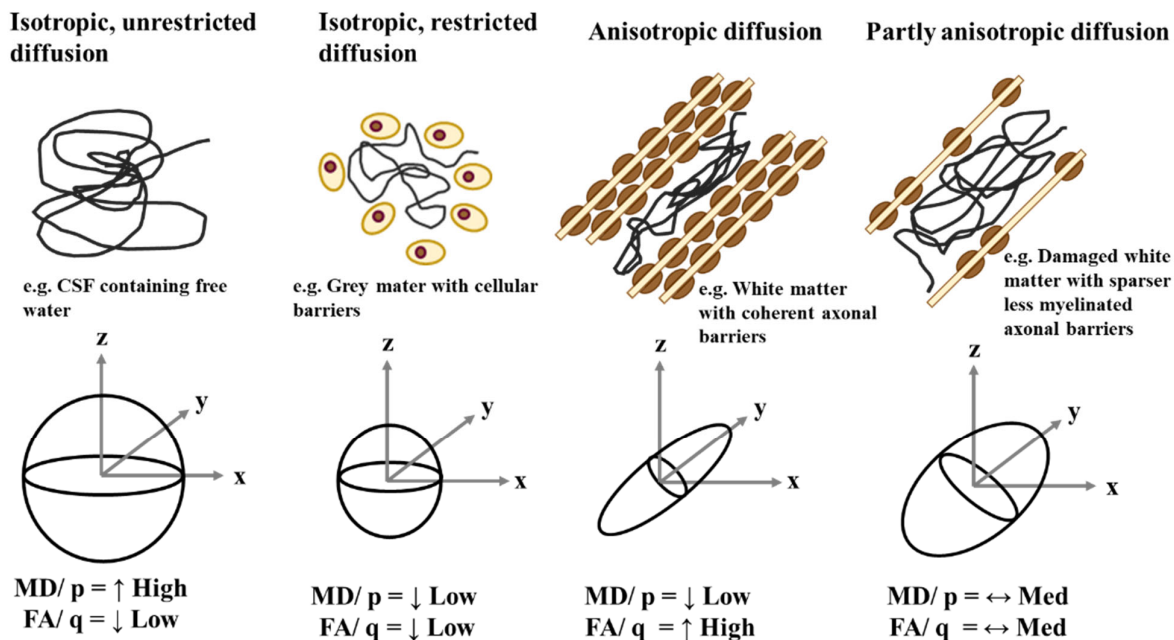 Isotropic, unrestricted
diffusion
Isotropic, restricted
diffusion
Anisotropic diffusion
Partly anisotropic diffusion
e.g. CSF containing free
water
e.g. Grey mater with cellular
barriers
e.g. White matter
with coherent axonal
barriers
e.g. Damaged white
matter with sparser
less myelinated
axonal barriers
z
y
x
z
y
x
z
y
x
z
y
x
MD/ p = ↑ High
FA/ q = ↓ Low
MD/ p = ↓ Low
FA/ q = ↓ Low
MD/ p = ↓ Low
FA/ q = ↑ High
MD/ p = ↔ Med
FA/ q = ↔ Med